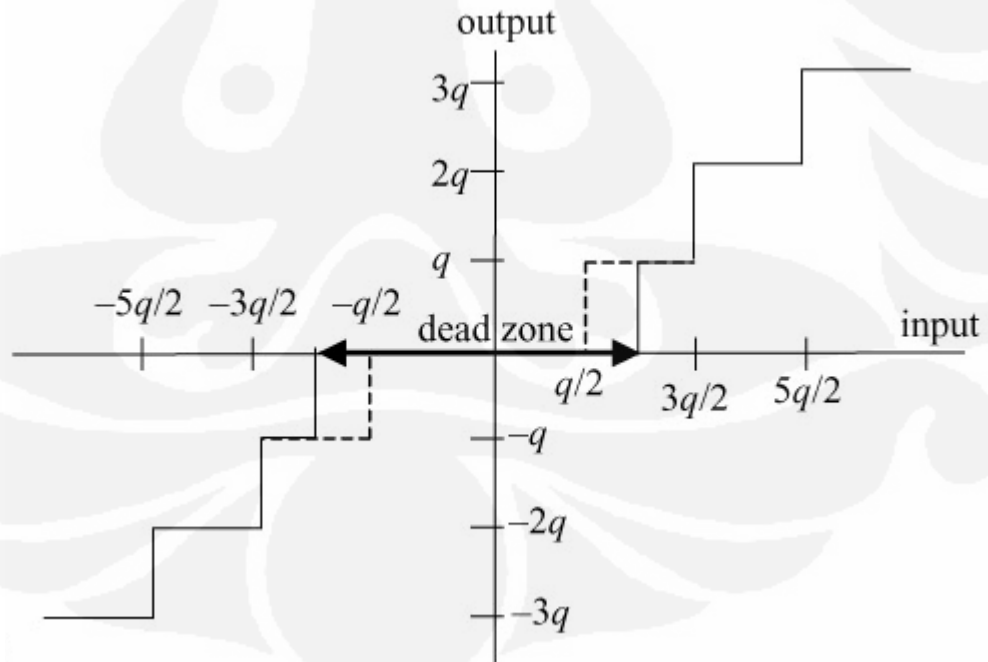 output
3q
2q
q
−5q/2 −3q/2 −q/2
dead zone
input
q/2
3q/2
5q/2
−q
−2q
−3q